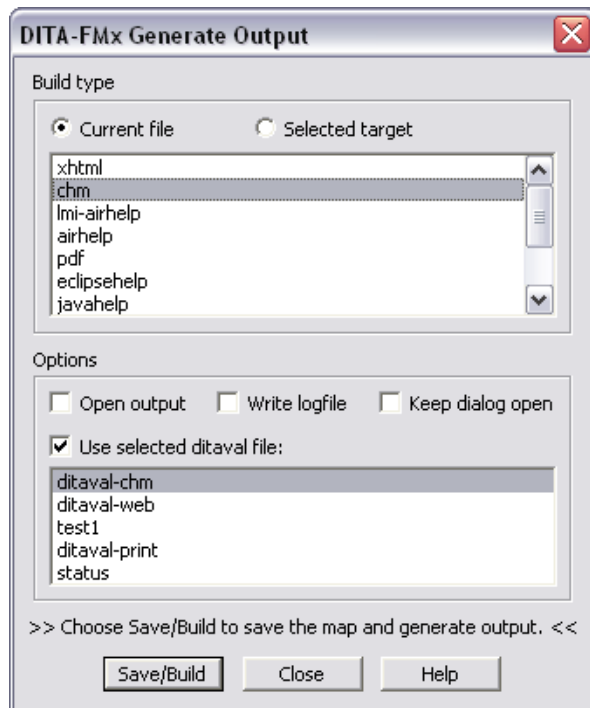 DITA-FMx Generate Output
Build type
Current file Selected target
xhtml
chm
lmi-airhelp
airhelp
pdf
eclipsehelp
javahelp
Options
Open output Write logfile Keep dialog open
Use selected ditaval file:
ditaval-chm
ditaval-web
test1
ditaval-print
status
>> Choose Save/Build to save the map and generate output. <<
Save/Build Close Help